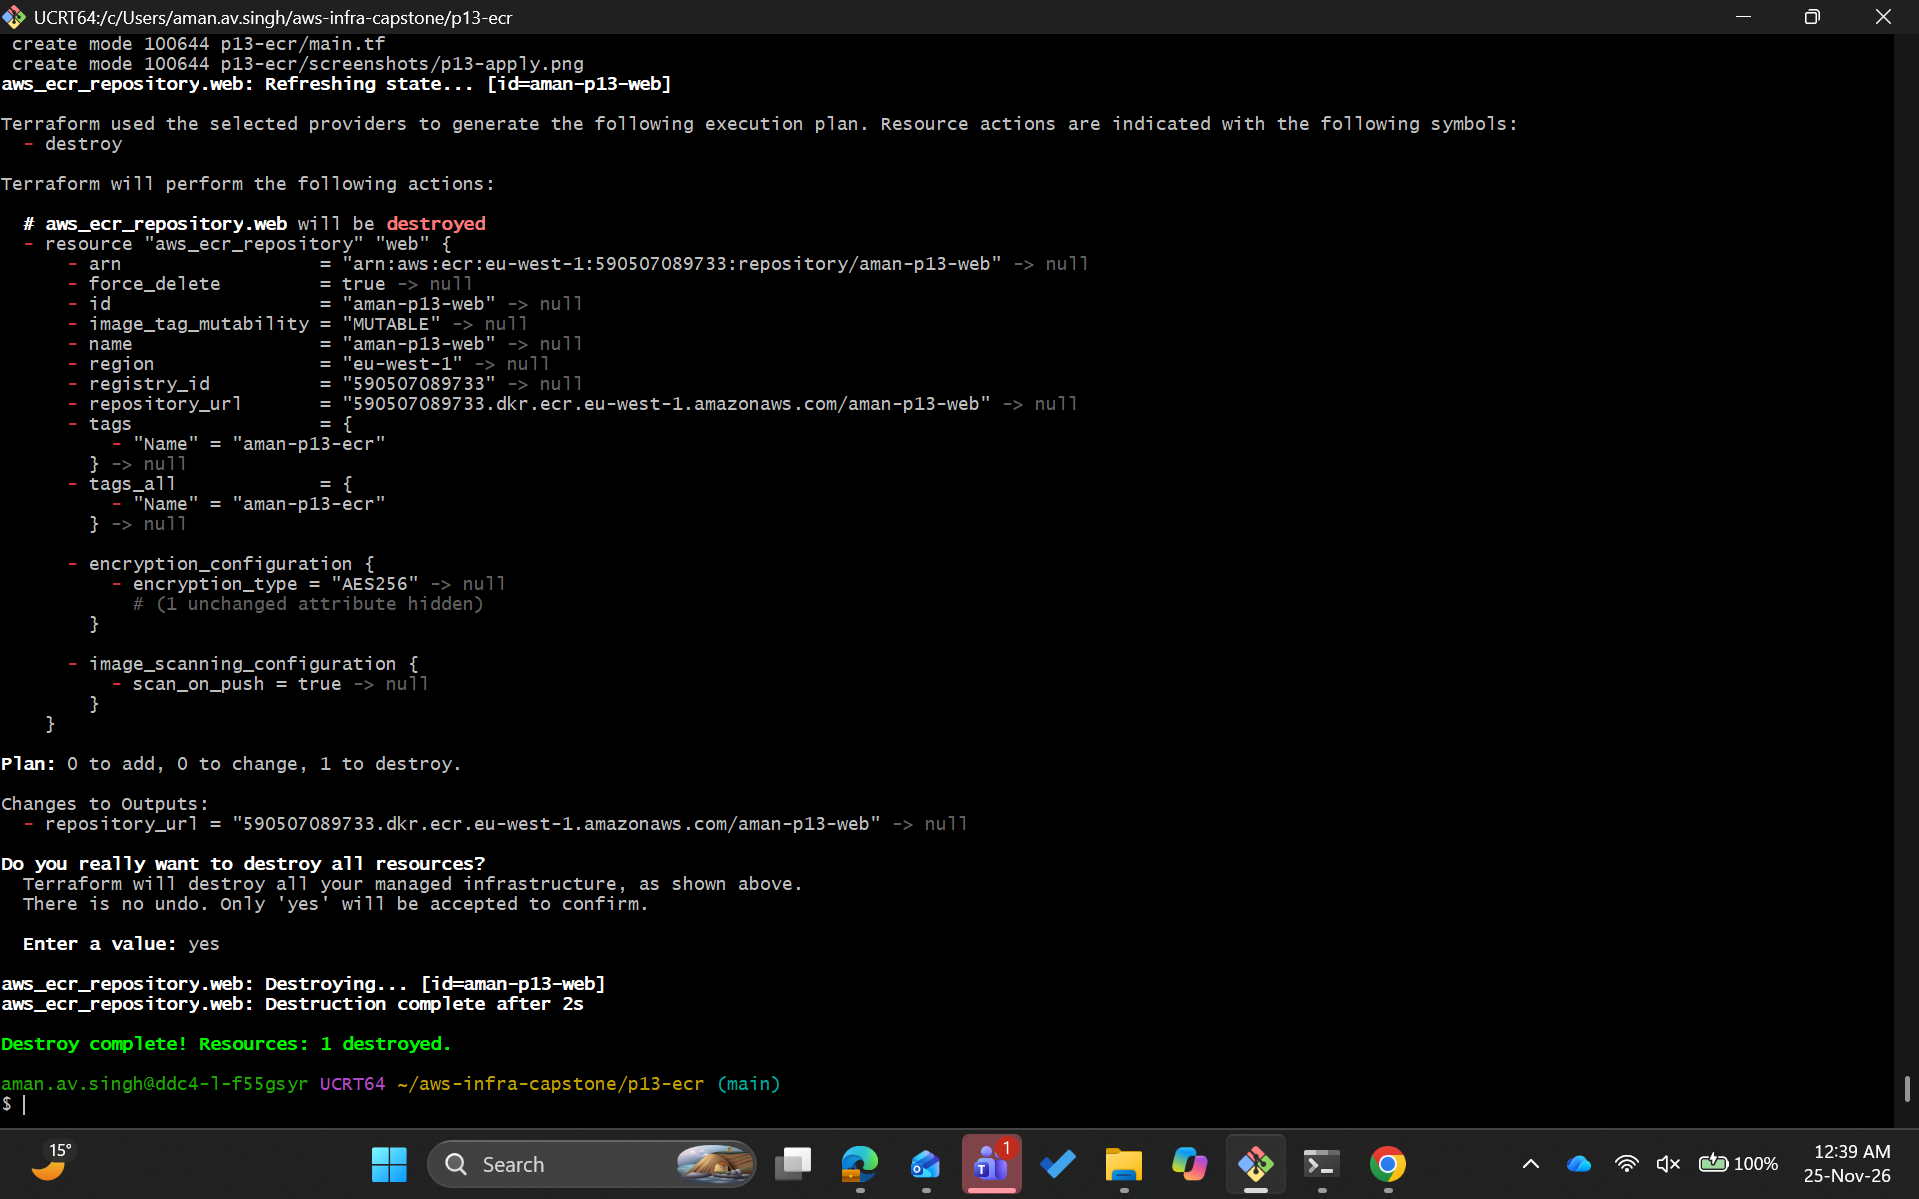 UCRT64:/c/Users/aman.av.singh/aws-infra-capstone/p13-ecr
 create mode 100644 p13-ecr/main.tf
 create mode 100644 p13-ecr/screenshots/p13-apply.png
aws_ecr_repository.web: Refreshing state... [id=aman-p13-web]
Terraform used the selected providers to generate the following execution plan. Resource actions are indicated with the following symbols:
  - destroy
Terraform will perform the following actions:
  # aws_ecr_repository.web will be destroyed
  - resource "aws_ecr_repository" "web" {
      - arn                  = "arn:aws:ecr:eu-west-1:590507089733:repository/aman-p13-web" -> null
      - force_delete         = true -> null
      - id                   = "aman-p13-web" -> null
      - image_tag_mutability = "MUTABLE" -> null
      - name                 = "aman-p13-web" -> null
      - region               = "eu-west-1" -> null
      - registry_id          = "590507089733" -> null
      - repository_url       = "590507089733.dkr.ecr.eu-west-1.amazonaws.com/aman-p13-web" -> null
      - tags                 = {
          - "Name" = "aman-p13-ecr"
        } -> null
      - tags_all             = {
          - "Name" = "aman-p13-ecr"
        } -> null
      - encryption_configuration {
          - encryption_type = "AES256" -> null
            # (1 unchanged attribute hidden)
        }
      - image_scanning_configuration {
          - scan_on_push = true -> null
        }
    }
Plan: 0 to add, 0 to change, 1 to destroy.
Changes to Outputs:
  - repository_url = "590507089733.dkr.ecr.eu-west-1.amazonaws.com/aman-p13-web" -> null
Do you really want to destroy all resources?
  Terraform will destroy all your managed infrastructure, as shown above.
  There is no undo. Only 'yes' will be accepted to confirm.
  Enter a value: yes
aws_ecr_repository.web: Destroying... [id=aman-p13-web]
aws_ecr_repository.web: Destruction complete after 2s
Destroy complete! Resources: 1 destroyed.
aman.av.singh@ddc4-l-f55gsyr UCRT64 ~/aws-infra-capstone/p13-ecr (main)
$
15°
Search
1
100%
12:39 AM
25-Nov-26